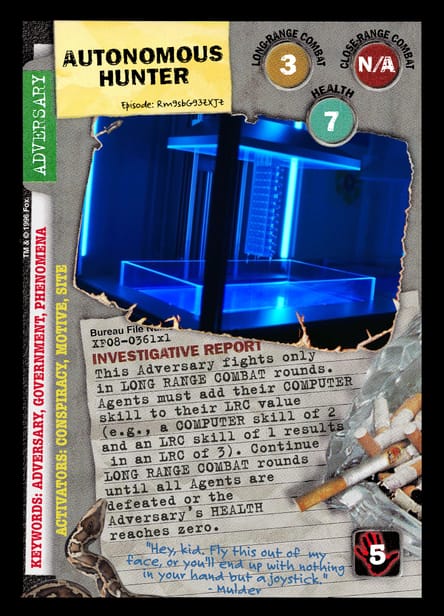 AUTONOMOUS
HUNTER
Episode: Rm9sbG93ZXJz
LONG-RANGE COMBAT
3
CLOSE-RANGE COMBAT
N/A
HEALTH
7
ADVERSARY
TM & © 1996 Fox.
KEYWORDS: ADVERSARY, GOVERNMENT, PHENOMENA
ACTIVATORS: CONSPIRACY, MOTIVE, SITE
Bureau File
XF08-0361x1
INVESTIGATIVE REPORT
This Adversary fights only
in LONG RANGE COMBAT rounds.
Agents must add their COMPUTER
skill to their LRC value
(e.g., a COMPUTER skill of 2
and an LRC skill of 1 results
in an LRC of 3). Continue
LONG RANGE COMBAT rounds
until all Agents are
defeated or the
Adversary's HEALTH
reaches zero.
"Hey, kid. Fly this out of my
face, or you'll end up with nothing
in your hand but a joystick."
- Mulder
5